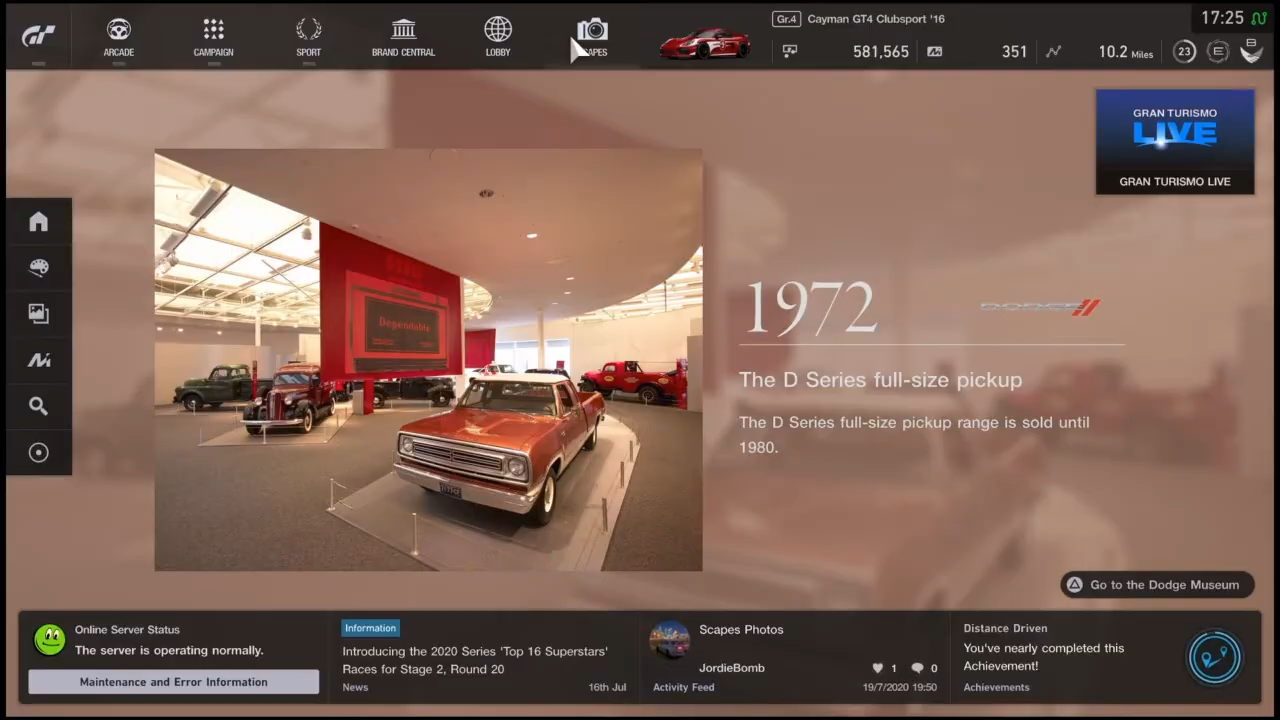 GT
ARCADE
CAMPAIGN
SPORT
BRAND CENTRAL
LOBBY
APES
Gr.4 Cayman GT4 Clubsport '16
581,565
351
10.2 Miles
23
E
B
17:25
GRAN TURISMO
LIVE
GRAN TURISMO LIVE
Dependable
1972
DODGE
The D Series full-size pickup
The D Series full-size pickup range is sold until
1980.
Go to the Dodge Museum
Online Server Status
The server is operating normally.
Maintenance and Error Information
Information
Introducing the 2020 Series 'Top 16 Superstars'
Races for Stage 2, Round 20
News
16th Jul
Scapes Photos
JordieBomb
1
0
Activity Feed
19/7/2020 19:50
Distance Driven
You've nearly completed this
Achievement!
Achievements